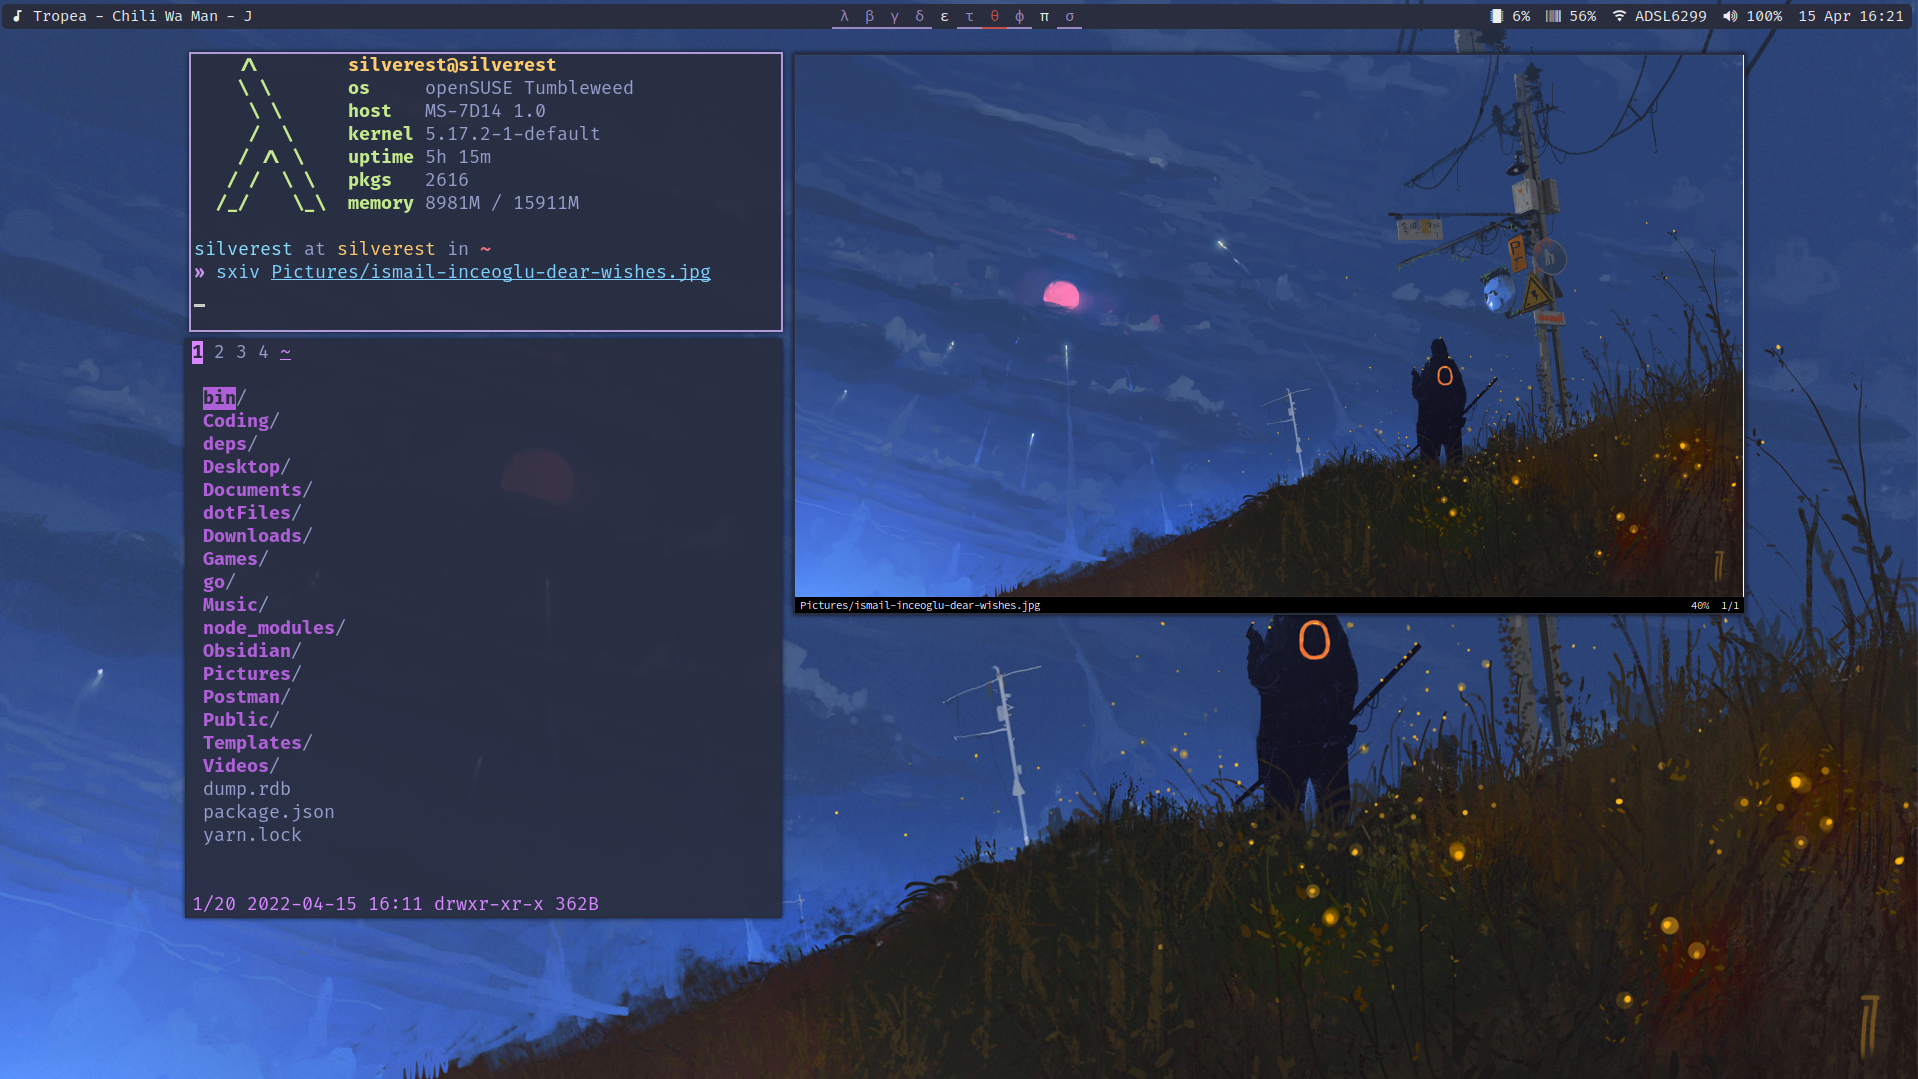 Tropea – Chili Wa Man – J
λ β γ δ ε τ θ ϕ π σ
6% 56% ADSL6299 100% 15 Apr 16:21
silverest@silverest
os openSUSE Tumbleweed
host MS-7D14 1.0
kernel 5.17.2-1-default
uptime 5h 15m
pkgs 2616
memory 8981M / 15911M
silverest at silverest in ~
» sxiv Pictures/ismail-inceoglu-dear-wishes.jpg
1 2 3 4 ~
bin/
Coding/
deps/
Desktop/
Documents/
dotFiles/
Downloads/
Games/
go/
Music/
node_modules/
Obsidian/
Pictures/
Postman/
Public/
Templates/
Videos/
dump.rdb
package.json
yarn.lock
1/20 2022-04-15 16:11 drwxr-xr-x 362B
Pictures/ismail-inceoglu-dear-wishes.jpg
40% 1/1